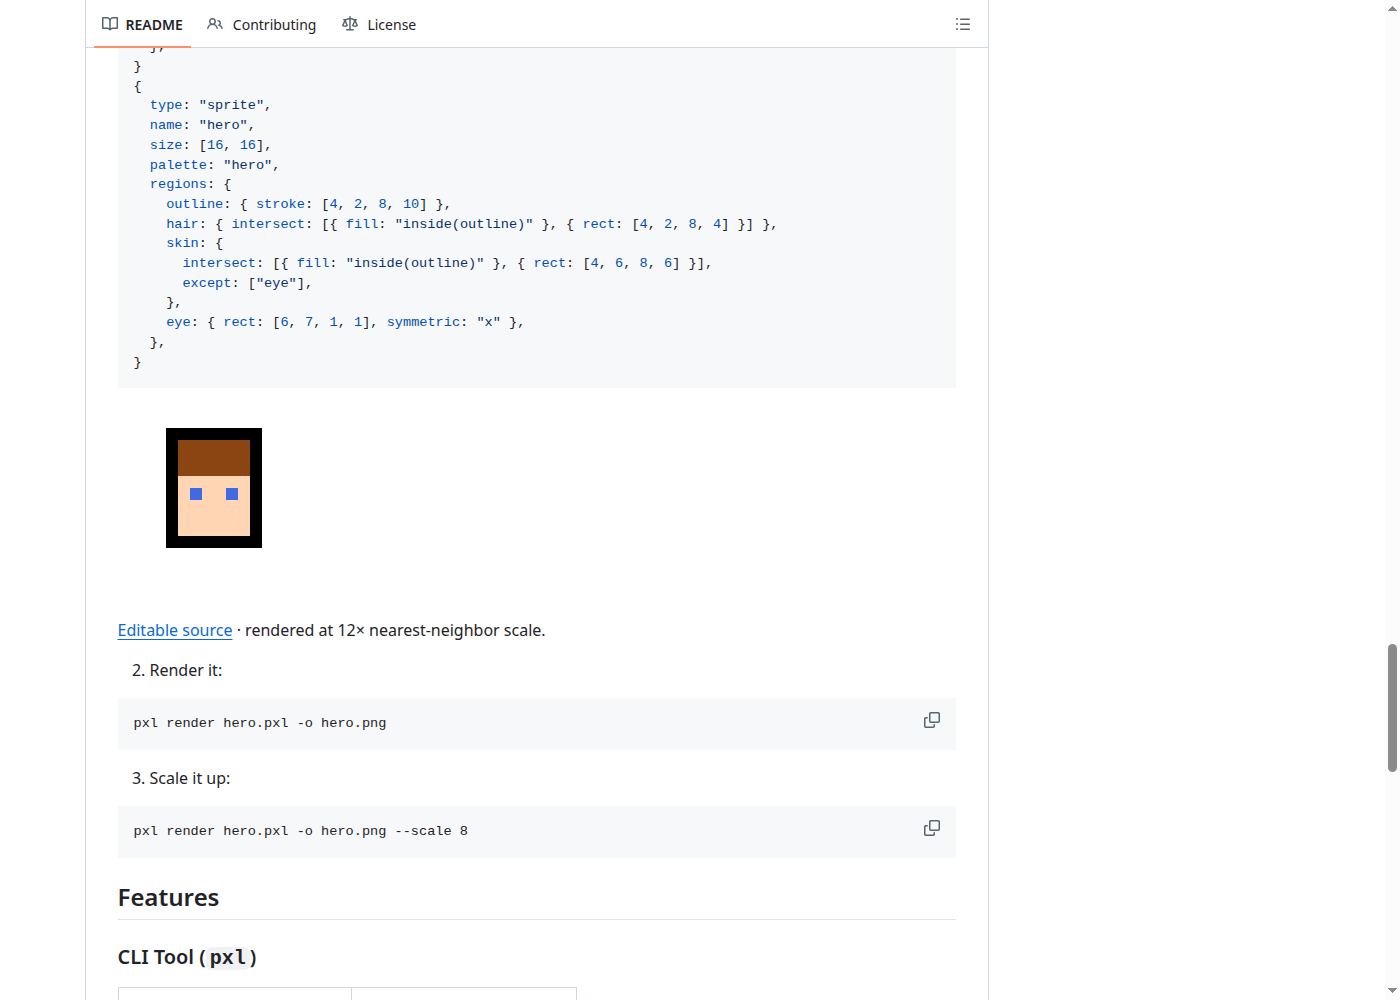 README
Contributing
License
},
}
{
type: "sprite",
name: "hero",
size: [16, 16],
palette: "hero",
regions: {
outline: { stroke: [4, 2, 8, 10] },
hair: { intersect: [{ fill: "inside(outline)" }, { rect: [4, 2, 8, 4] }] },
skin: {
intersect: [{ fill: "inside(outline)" }, { rect: [4, 6, 8, 6] }],
except: ["eye"],
},
eye: { rect: [6, 7, 1, 1], symmetric: "x" },
},
}
Editable source · rendered at 12× nearest-neighbor scale.
2. Render it:
pxl render hero.pxl -o hero.png
3. Scale it up:
pxl render hero.pxl -o hero.png --scale 8
Features
CLI Tool (pxl)